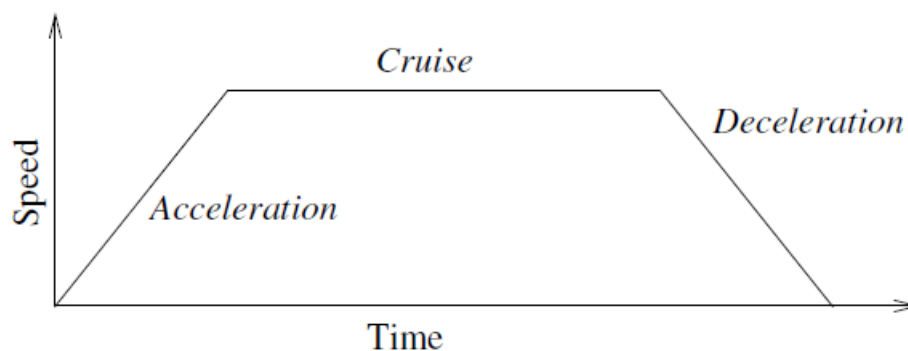 Cruise
Deceleration
Speed
Acceleration
Time